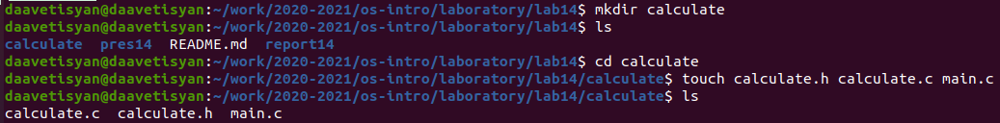 daavetisyan@daavetisyan:~/work/2020-2021/os-intro/laboratory/lab14$ mkdir calculate
daavetisyan@daavetisyan:~/work/2020-2021/os-intro/laboratory/lab14$ ls
calculate  pres14  README.md  report14
daavetisyan@daavetisyan:~/work/2020-2021/os-intro/laboratory/lab14$ cd calculate
daavetisyan@daavetisyan:~/work/2020-2021/os-intro/laboratory/lab14/calculate$ touch calculate.h calculate.c main.c
daavetisyan@daavetisyan:~/work/2020-2021/os-intro/laboratory/lab14/calculate$ ls
calculate.c  calculate.h  main.c